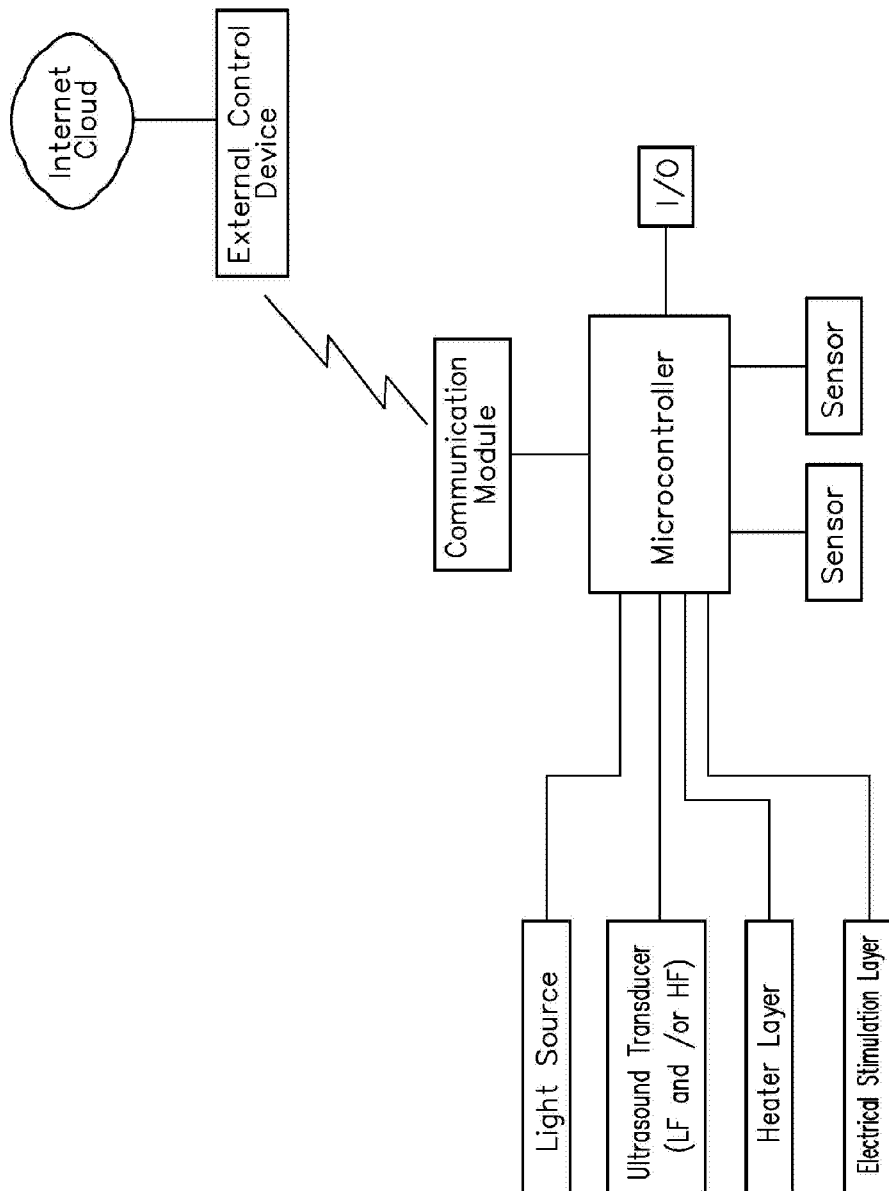 Internet
Cloud
External Control
Device
Communication
Module
Microcontroller
I/O
Sensor
Sensor
Light Source
Ultrasound Transducer
(LF and /or HF)
Heater Layer
Electrical Stimulation Layer